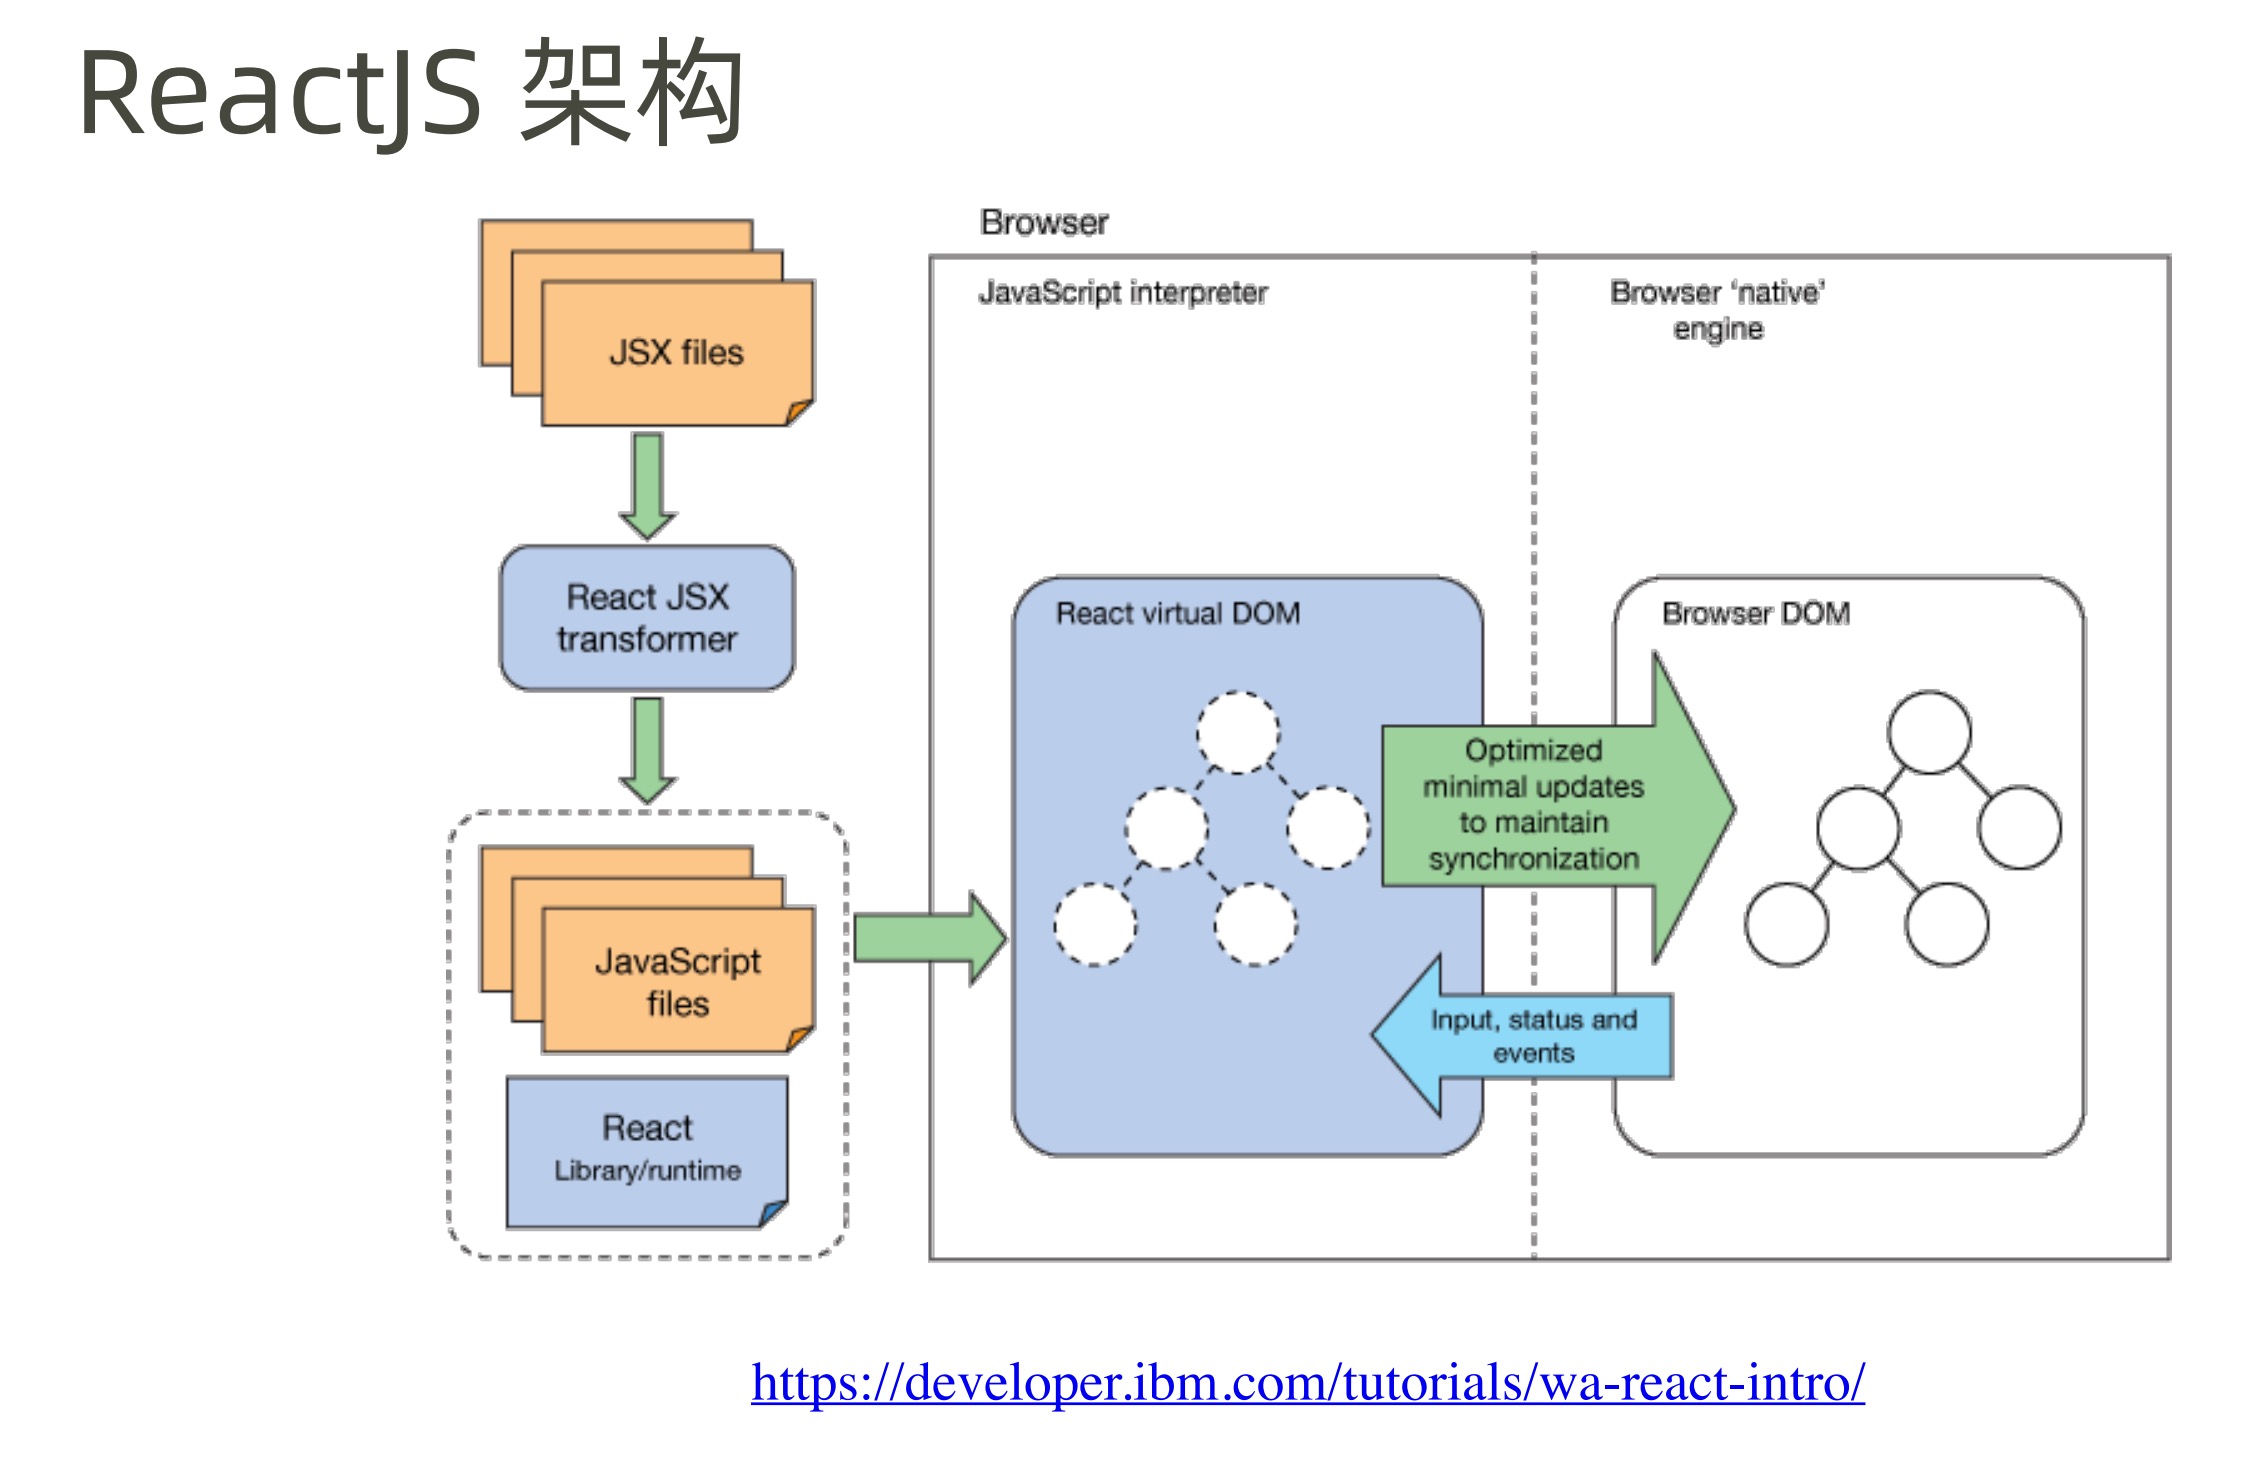 ReactJS 架构
JSX files
React JSX
transformer
JavaScript
files
React
Library/runtime
Browser
JavaScript interpreter
Browser ‘native’
engine
React virtual DOM
Browser DOM
Optimized
minimal updates
to maintain
synchronization
Input, status and
events
https://developer.ibm.com/tutorials/wa-react-intro/